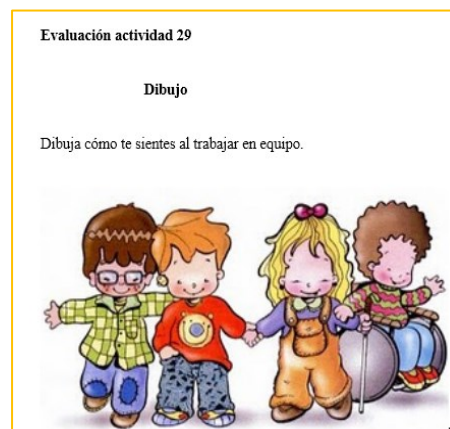 Evaluación actividad 29
Dibujo
Dibuja cómo te sientes al trabajar en equipo.